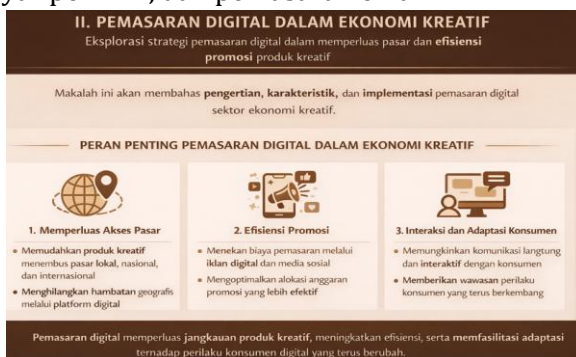 II. PEMASARAN DIGITAL DALAM EKONOMI KREATIF
Eksplorasi strategi pemasaran digital dalam memperluas pasar dan efisiensi
promosi produk kreatif
Makalah ini akan membahas pengertian, karakteristik, dan implementasi pemasaran digital
sektor ekonomi kreatif.
PERAN PENTING PEMASARAN DIGITAL DALAM EKONOMI KREATIF
1. Memperluas Akses Pasar
• Memudahkan produk kreatif
menembus pasar lokal, nasional,
dan internasional
• Menghilangkan hambatan geografis
melalui platform digital
2. Efisiensi Promosi
• Menekan biaya pemasaran melalui
iklan digital dan media sosial
• Mengoptimalkan alokasi anggaran
promosi yang lebih efektif
3. Interaksi dan Adaptasi Konsumen
• Memungkinkan komunikasi langsung
dan interaktif dengan konsumen
• Memberikan wawasan perilaku
konsumen yang terus berkembang
Pemasaran digital memperluas jangkauan produk kreatif, meningkatkan efisiensi, serta memfasilitasi adaptasi
ternadap perilaku konsumen digital yang terus berubah.